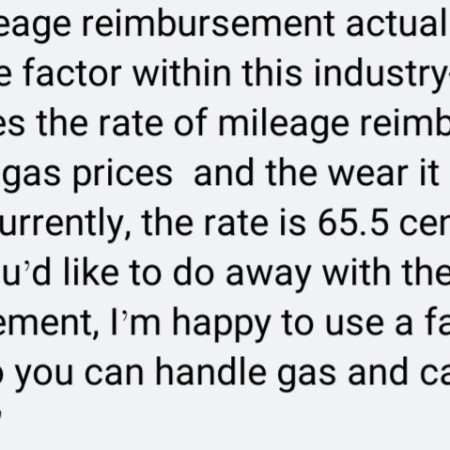 eage reimbursement actual
e factor within this industry-
es the rate of mileage reimb
gas prices  and the wear it
urrently, the rate is 65.5 cen
u’d like to do away with the
ement, I’m happy to use a fa
o you can handle gas and ca